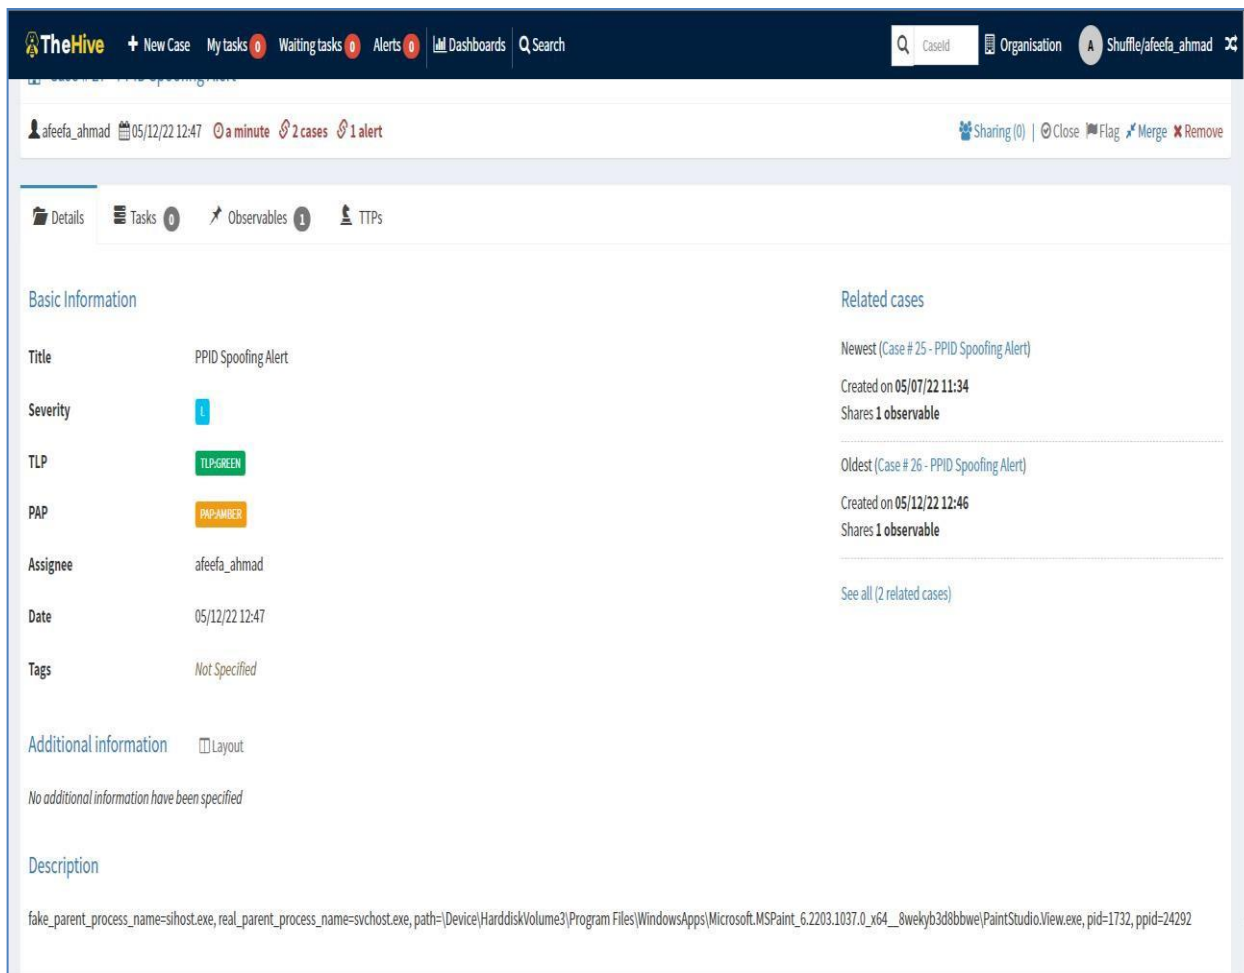 TheHive + New Case My tasks 0 Waiting tasks 0 Alerts 0 Dashboards Search CaseId Organisation A Shuffle/afeefa_ahmad
Case # 27 - PPID Spoofing Alert
afeefa_ahmad 05/12/22 12:47 a minute 2 cases 1 alert Sharing (0) | Close Flag Merge Remove
Details Tasks 0 Observables 1 TTPs
Basic Information
Title PPID Spoofing Alert
Severity L
TLP TLP:GREEN
PAP PAP:AMBER
Assignee afeefa_ahmad
Date 05/12/22 12:47
Tags Not Specified
Related cases
Newest (Case # 25 - PPID Spoofing Alert)
Created on 05/07/22 11:34
Shares 1 observable
Oldest (Case # 26 - PPID Spoofing Alert)
Created on 05/12/22 12:46
Shares 1 observable
See all (2 related cases)
Additional information Layout
No additional information have been specified
Description
fake_parent_process_name=sihost.exe, real_parent_process_name=svchost.exe, path=\Device\HarddiskVolume3\Program Files\WindowsApps\Microsoft.MSPaint_6.2203.1037.0_x64__8wekyb3d8bbwe\PaintStudio.View.exe, pid=1732, ppid=24292